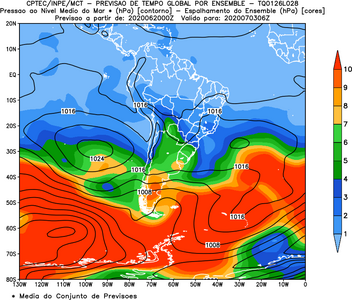 CPTEC/INPE/MCT - PREVISAO DE TEMPO GLOBAL POR ENSEMBLE - TQ0126L028
Pressao ao Nivel Medio do Mar * (hPa) [contorno] - Espalhamento do Ensemble (hPa) [cores]
Previsao a partir de: 2020062000Z Valido para: 2020070306Z
20N
10N
EQ
10S
20S
30S
40S
50S
60S
70S
80S
1016
1016
1016
1016
1024
1016
1016
1008
1016
1008
130W 120W 110W 100W 90W 80W 70W 60W 50W 40W 30W 20W 10W 0
10
9
8
7
6
5
4
3
2
* Media do Conjunto de Previsoes